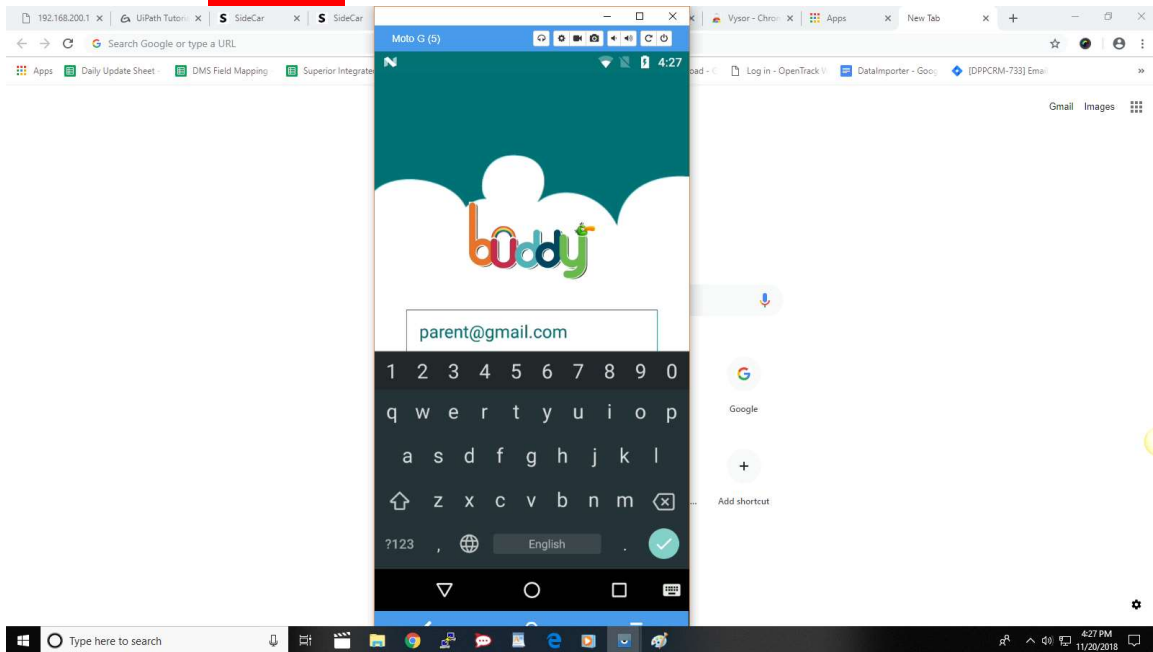 192.168.200.1
UiPath Tutori
SideCar
SideCar
Vysor - Chro
Apps
New Tab
Search Google or type a URL
Apps
Daily Update Sheet -
DMS Field Mapping
Superior Integrate
oad - C
Log in - OpenTrack
DataImporter - Goo
[DPPCRM-733] Emai
»
Gmail
Images
Moto G (5)
4:27
buddy
parent@gmail.com
1 2 3 4 5 6 7 8 9 0
q w e r t y u i o p
a s d f g h j k l
z x c v b n m
?123 , English .
Google
...
Add shortcut
Type here to search
4:27 PM
11/20/2018